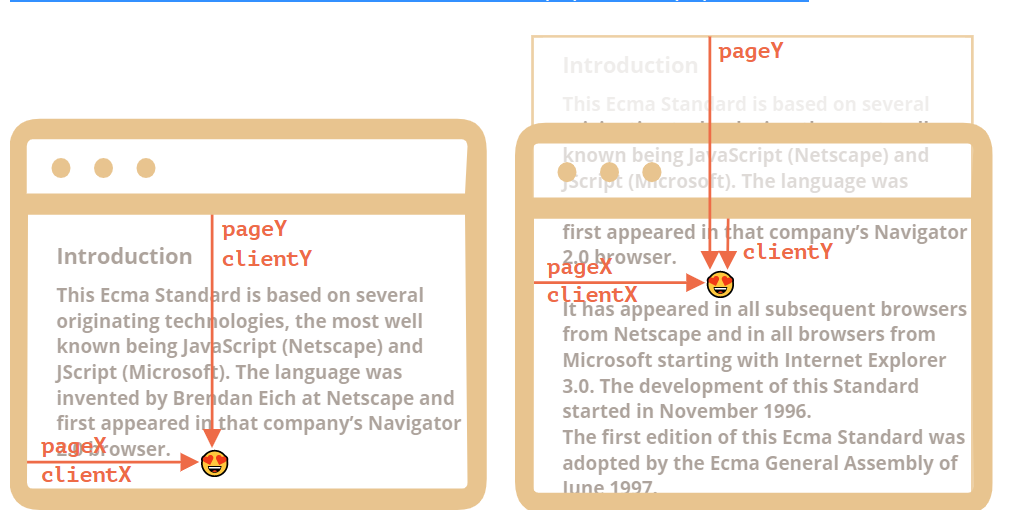 pageY
clientY
Introduction
This Ecma Standard is based on several
originating technologies, the most well
known being JavaScript (Netscape) and
JScript (Microsoft). The language was
invented by Brendan Eich at Netscape and
first appeared in that company’s Navigator
2.0 browser.
pageX
clientX
pageY
Introduction
This Ecma Standard is based on several
known being JavaScript (Netscape) and
JScript (Microsoft). The language was
first appeared in that company’s Navigator
clientY
2.0 browser.
pageX
clientX
It has appeared in all subsequent browsers
from Netscape and in all browsers from
Microsoft starting with Internet Explorer
3.0. The development of this Standard
started in November 1996.
The first edition of this Ecma Standard was
adopted by the Ecma General Assembly of
June 1997.